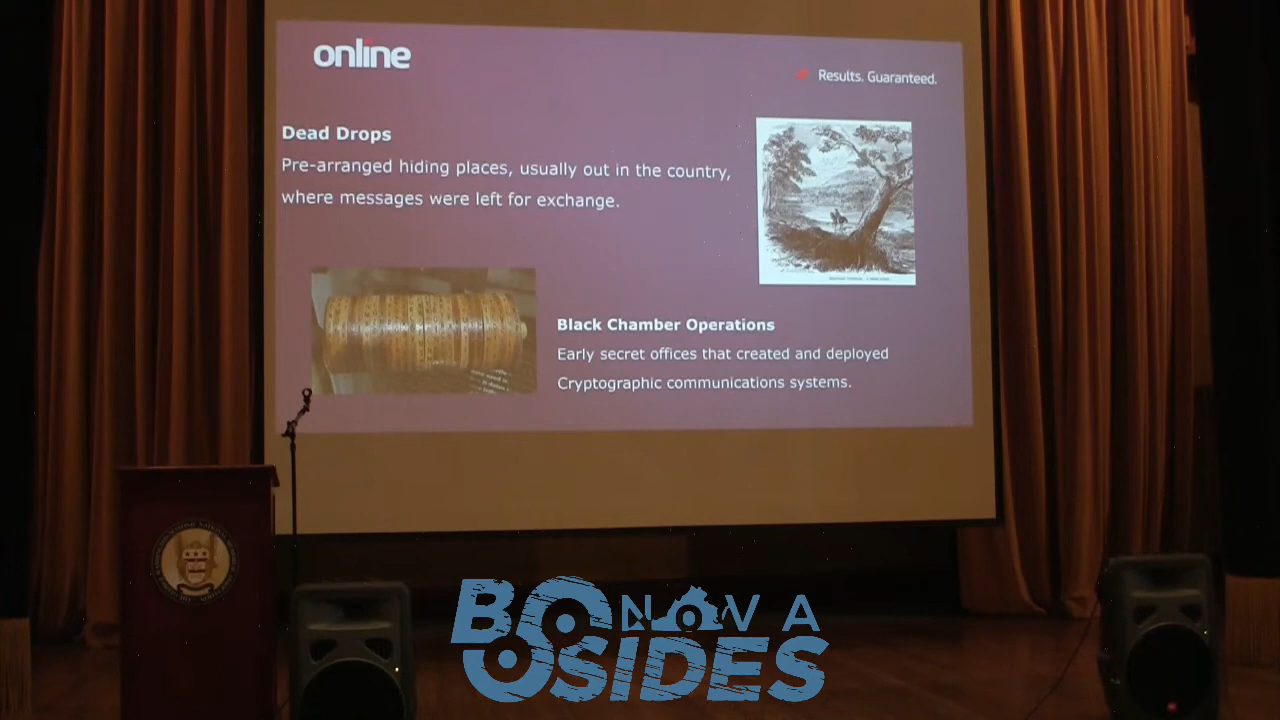 online
Results. Guaranteed.
Dead Drops
Pre-arranged hiding places, usually out in the country,
where messages were left for exchange.
Black Chamber Operations
Early secret offices that created and deployed
Cryptographic communications systems.
BSIDES
NOVA